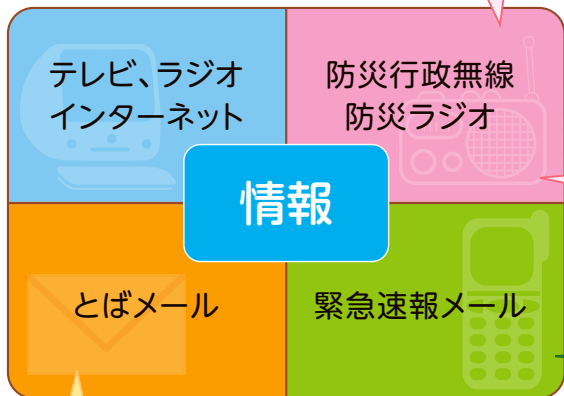 テレビ、ラジオ
インターネット
防災行政無線
防災ラジオ
情報
とばメール
緊急速報メール